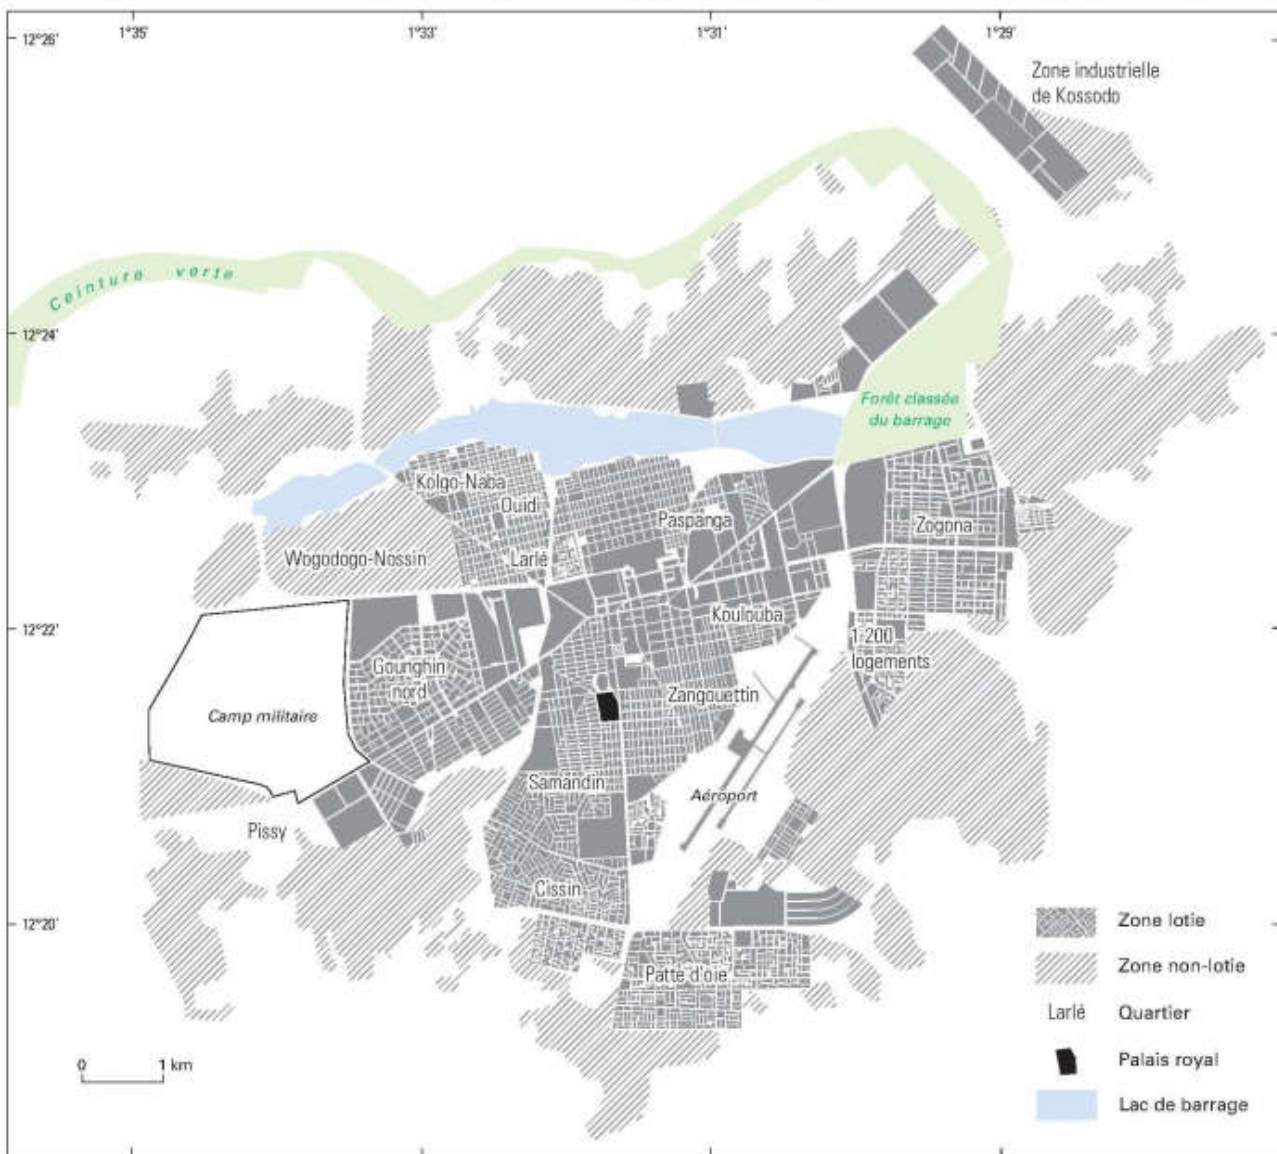 1°35'
1°33'
1°31'
1°29'
12°26'
Zone industrielle
de Kossodo
Ceinture verte
12°24'
Forêt classée
du barrage
Kolgo-Naba
Ouidi
Paspanga
Zogona
Larlé
Wogodogo-Nossin
12°22'
Koulouba
1 200
logements
Gounghin
nord
Zangouettin
Camp militaire
Samandin
Aéroport
Pissy
Cissin
12°20'
Zone lotie
Zone non-lotie
Patte d'oie
Larlé
Quartier
Palais royal
0
1 km
Lac de barrage